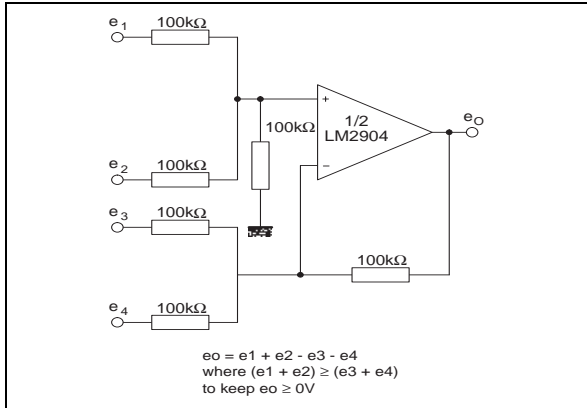 e1
100kΩ
+
1/2
LM2904
eO
100kΩ
e2
100kΩ
−
e3
100kΩ
100kΩ
e4
100kΩ
eo = e1 + e2 - e3 - e4
where (e1 + e2) ≥ (e3 + e4)
to keep eo ≥ 0V